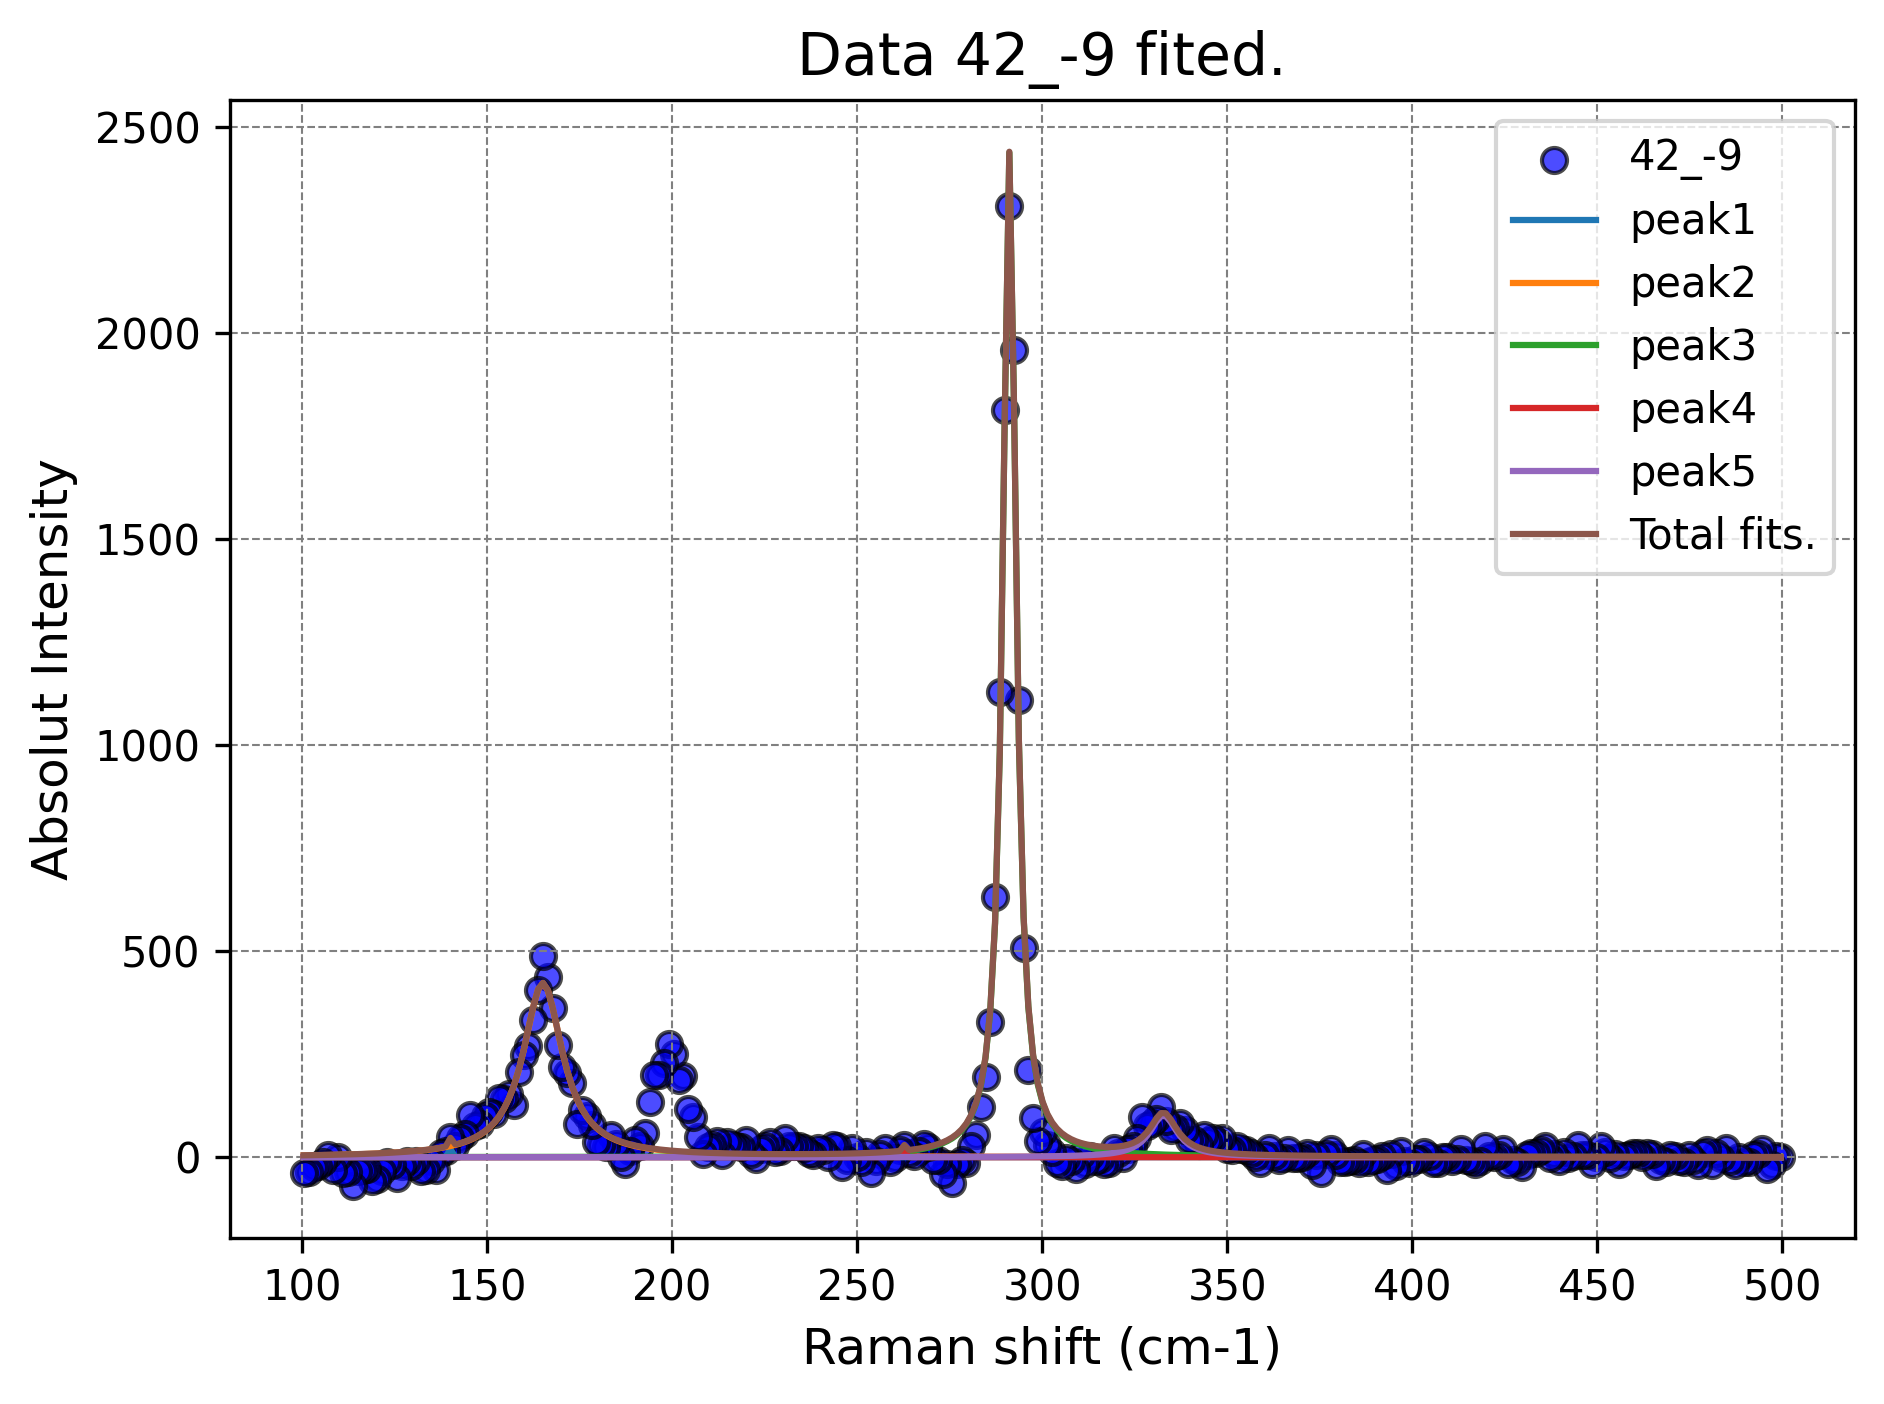 Data 42_-9 fited.
2500
2000
1500
1000
500
0
Absolut Intensity
42_-9
peak1
peak2
peak3
peak4
peak5
Total fits.
100 150 200 250 300 350 400 450 500
Raman shift (cm-1)